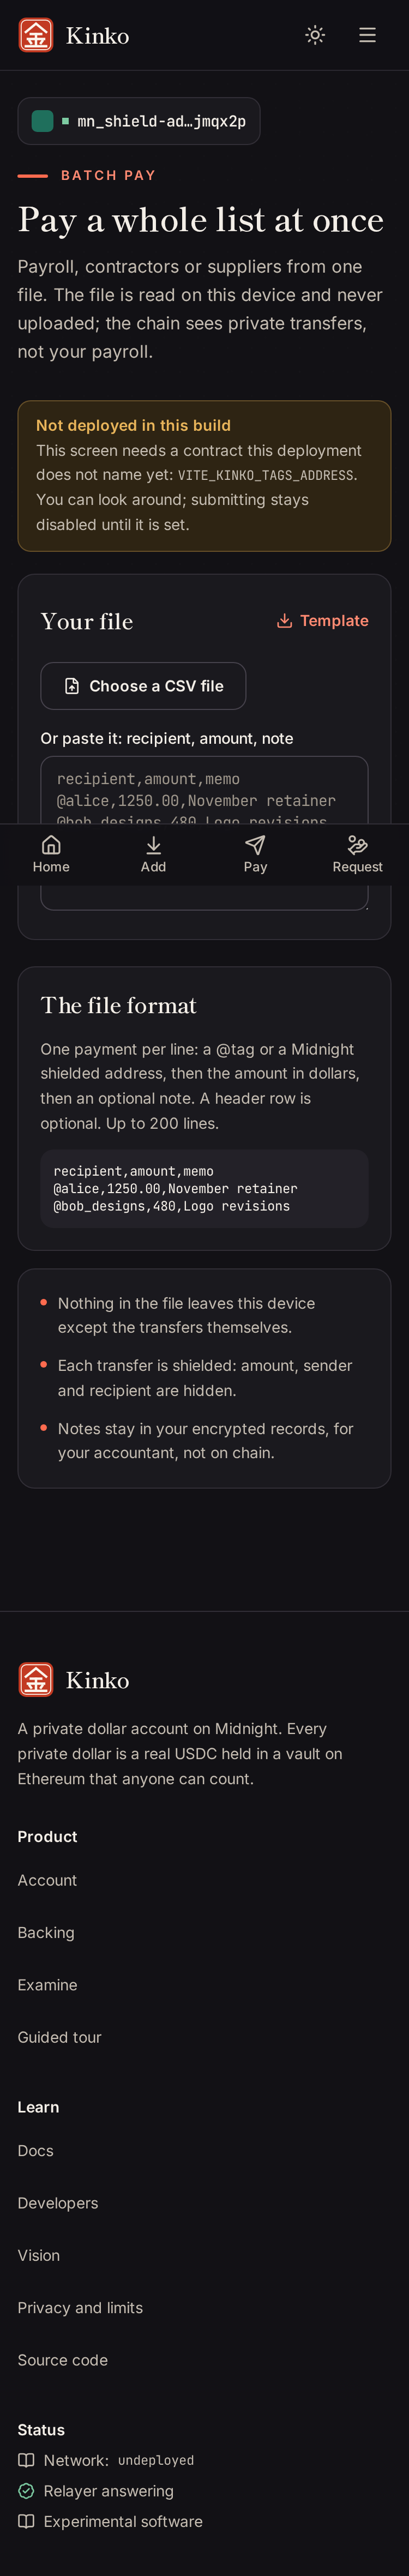 金 Kinko
mn_shield-ad…jmqx2p
BATCH PAY
Pay a whole list at once
Payroll, contractors or suppliers from one
file. The file is read on this device and never
uploaded; the chain sees private transfers,
not your payroll.
Not deployed in this build
This screen needs a contract this deployment
does not name yet: VITE_KINKO_TAGS_ADDRESS.
You can look around; submitting stays
disabled until it is set.
Your file
Template
Choose a CSV file
Or paste it: recipient, amount, note
recipient,amount,memo
@alice,1250.00,November retainer
@bob_designs,480,Logo revisions
Home Add Pay Request
The file format
One payment per line: a @tag or a Midnight
shielded address, then the amount in dollars,
then an optional note. A header row is
optional. Up to 200 lines.
recipient,amount,memo
@alice,1250.00,November retainer
@bob_designs,480,Logo revisions
Nothing in the file leaves this device
except the transfers themselves.
Each transfer is shielded: amount, sender
and recipient are hidden.
Notes stay in your encrypted records, for
your accountant, not on chain.
金 Kinko
A private dollar account on Midnight. Every
private dollar is a real USDC held in a vault on
Ethereum that anyone can count.
Product
Account
Backing
Examine
Guided tour
Learn
Docs
Developers
Vision
Privacy and limits
Source code
Status
Network: undeployed
Relayer answering
Experimental software